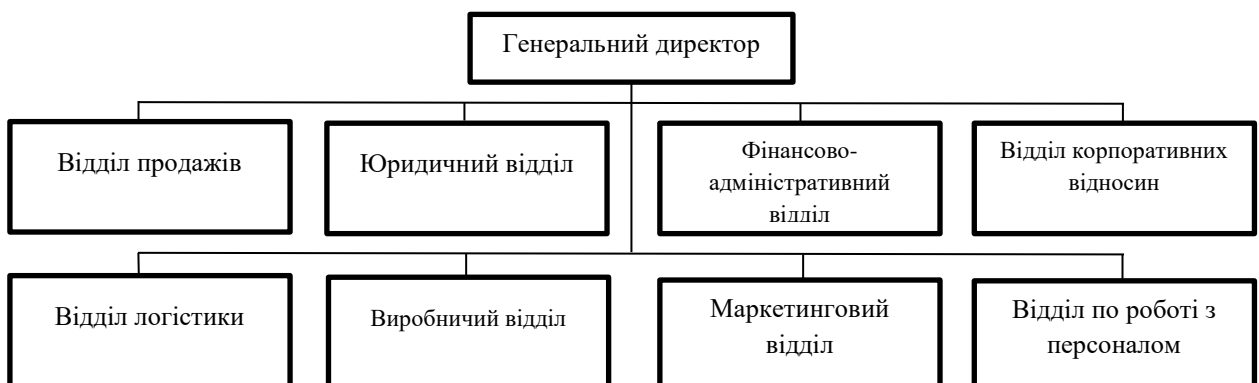 Генеральний директор
Відділ продажів
Юридичний відділ
Фінансово-
адміністративний
відділ
Відділ корпоративних
відносин
Відділ логістики
Виробничий відділ
Маркетинговий
відділ
Відділ по роботі з
персоналом